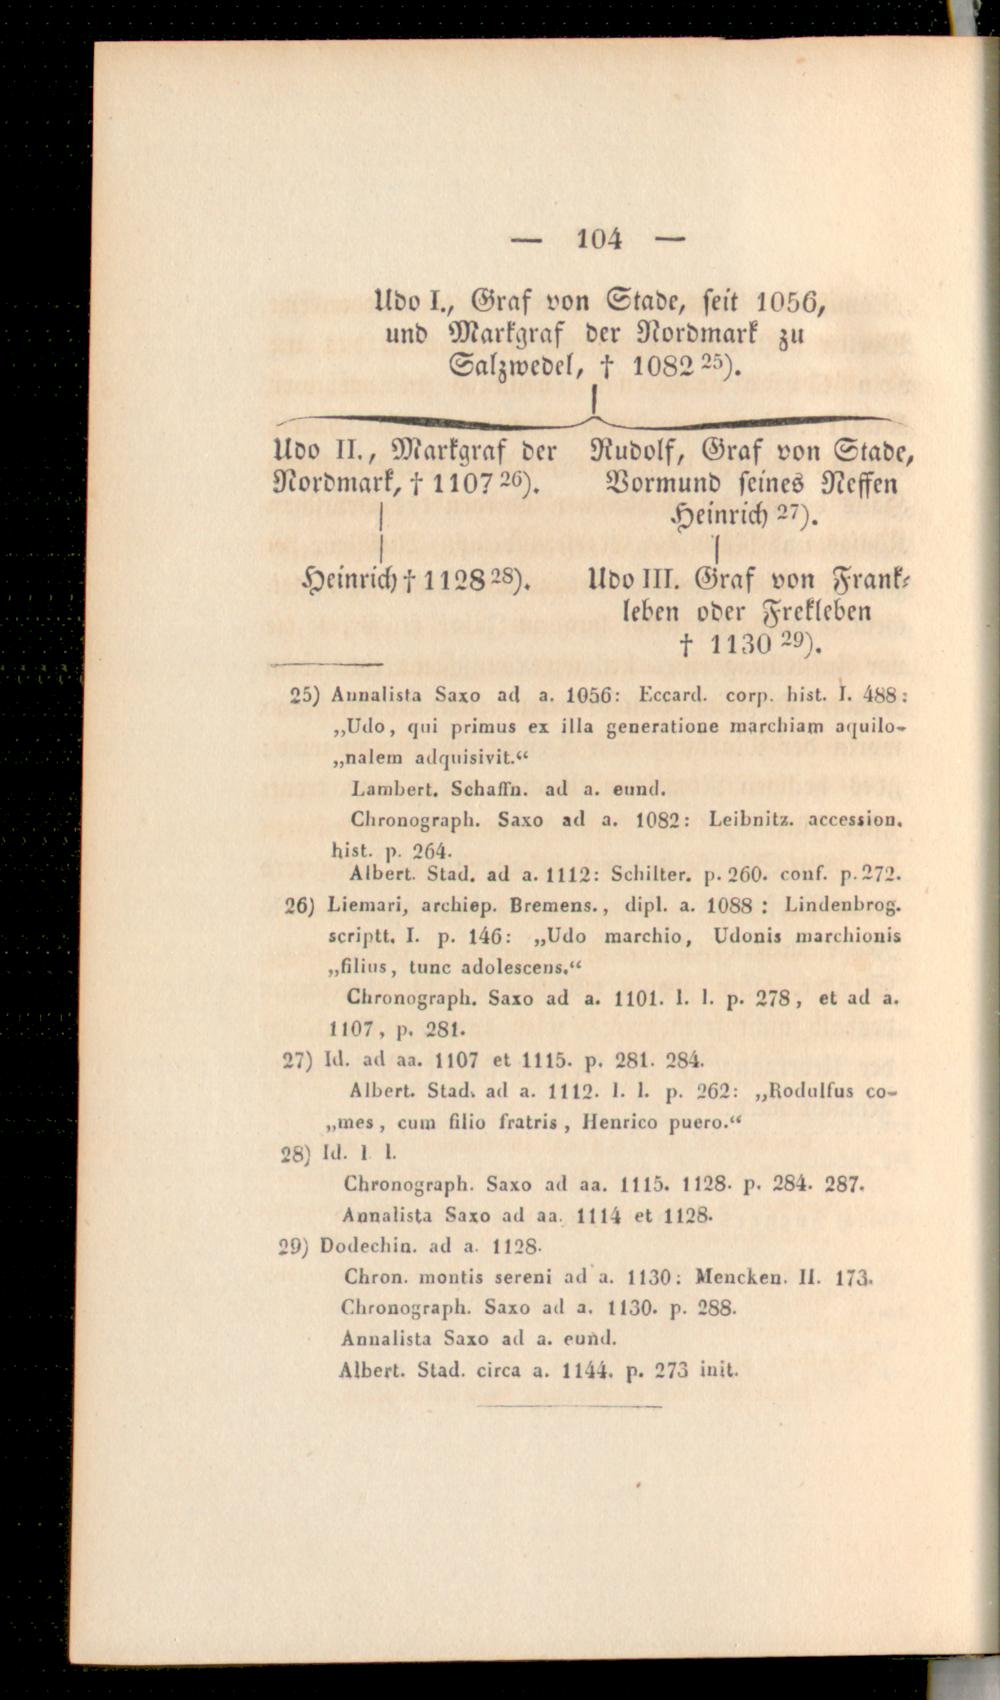 — 104 —
Udo I., Graf von Stade, seit 1056,
und Markgraf der Nordmark zu
Salzwedel, † 1082 25).
Udo II., Markgraf der
Nordmark, † 1107 26).
Heinrich † 1128 28).
Rudolf, Graf von Stade,
Vormund seines Neffen
Heinrich 27).
Udo III. Graf von Frank-
leben oder Frekleben
† 1130 29).
25) Annalista Saxo ad a. 1056: Eccard. corp. hist. I. 488:
„Udo, qui primus ex illa generatione marchiam aquilo-
„nalem adquisivit.“
Lambert. Schaffn. ad a. eund.
Chronograph. Saxo ad a. 1082: Leibnitz. accession.
hist. p. 264.
Albert. Stad. ad a. 1112: Schilter. p. 260. conf. p. 272.
26) Liemari, archiep. Bremens., dipl. a. 1088: Lindenbrog.
scriptt. I. p. 146: „Udo marchio, Udonis marchionis
„filius, tunc adolescens.“
Chronograph. Saxo ad a. 1101. l. l. p. 278, et ad a.
1107, p. 281.
27) Id. ad aa. 1107 et 1115. p. 281. 284.
Albert. Stad. ad a. 1112. l. l. p. 262: „Rodulfus co-
„mes, cum filio fratris, Henrico puero.“
28) Id. l l.
Chronograph. Saxo ad aa. 1115. 1128. p. 284. 287.
Annalista Saxo ad aa. 1114 et 1128.
29) Dodechin. ad a. 1128.
Chron. montis sereni ad a. 1130: Mencken. II. 173.
Chronograph. Saxo ad a. 1130. p. 288.
Annalista Saxo ad a. eund.
Albert. Stad. circa a. 1144. p. 273 init.